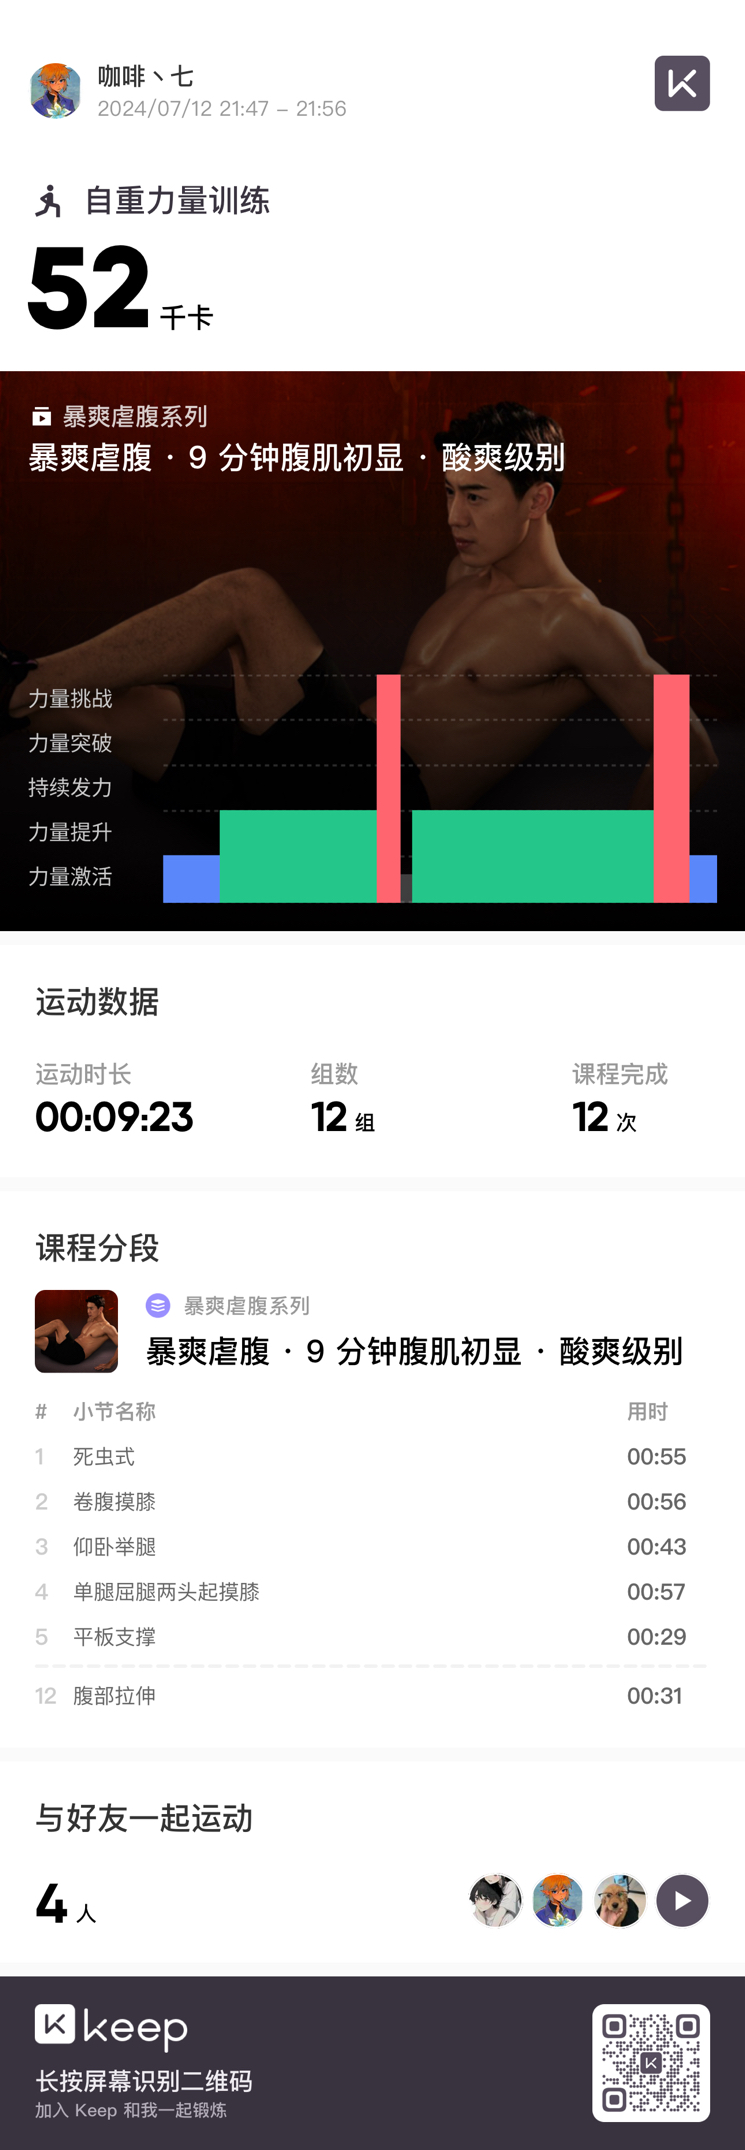 咖啡丶七
2024/07/12 21:47 – 21:56
自重力量训练
52 千卡
暴爽虐腹系列
暴爽虐腹 · 9 分钟腹肌初显 · 酸爽级别
力量挑战
力量突破
持续发力
力量提升
力量激活
运动数据
运动时长 组数 课程完成
00:09:23 12 组 12 次
课程分段
暴爽虐腹系列
暴爽虐腹 · 9 分钟腹肌初显 · 酸爽级别
# 小节名称 用时
1 死虫式 00:55
2 卷腹摸膝 00:56
3 仰卧举腿 00:43
4 单腿屈腿两头起摸膝 00:57
5 平板支撑 00:29
12 腹部拉伸 00:31
与好友一起运动
4 人
keep
长按屏幕识别二维码
加入 Keep 和我一起锻炼